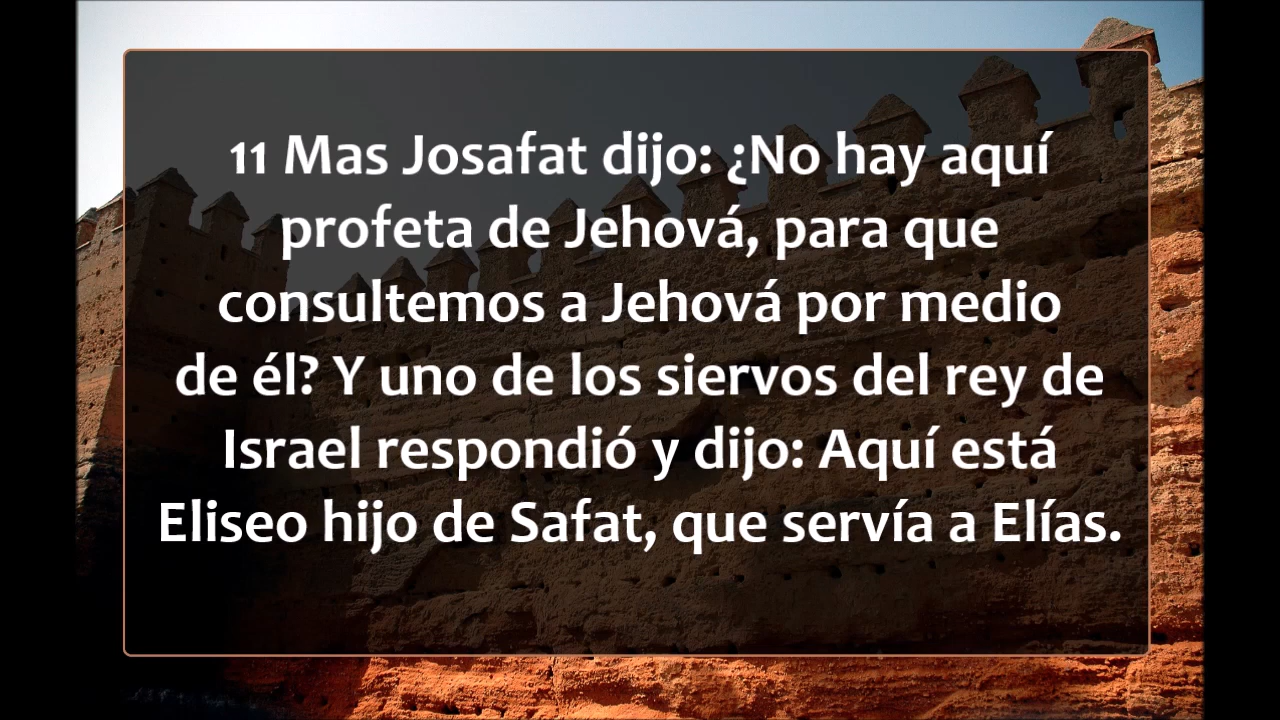 11 Mas Josafat dijo: ¿No hay aquí
profeta de Jehová, para que
consultemos a Jehová por medio
de él? Y uno de los siervos del rey de
Israel respondió y dijo: Aquí está
Eliseo hijo de Safat, que servía a Elías.